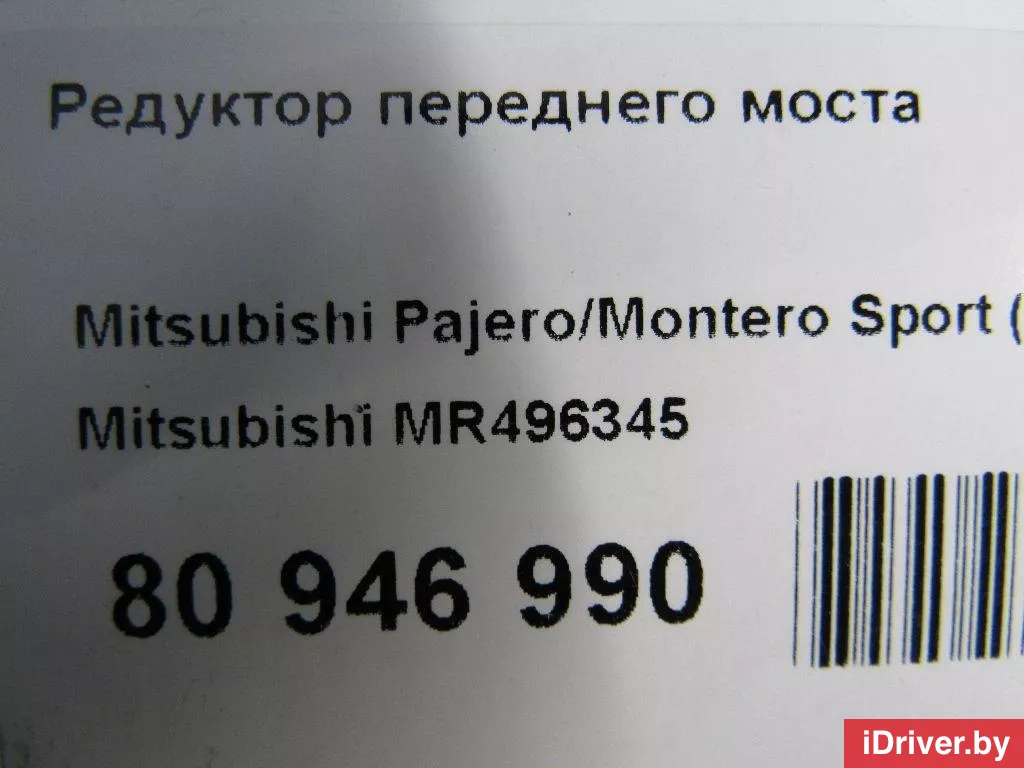 Редуктор переднего моста
Mitsubishi Pajero/Montero Sport (
Mitsubishi MR496345
80 946 990
iDriver.by